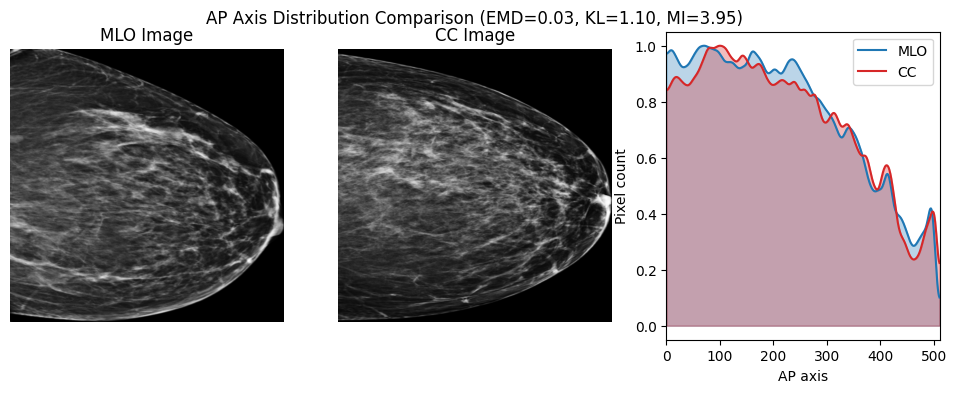 AP Axis Distribution Comparison (EMD=0.03, KL=1.10, MI=3.95)
MLO Image
CC Image
MLO
CC
Pixel count
1.0
0.8
0.6
0.4
0.2
0.0
0 100 200 300 400 500
AP axis